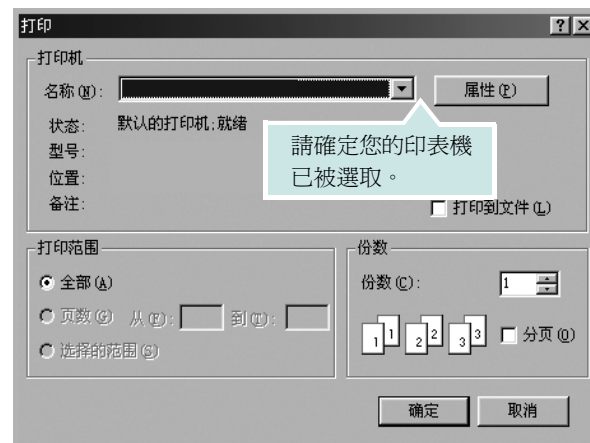 打印
打印机
名称(N):
属性(P)
状态: 默认的打印机;就绪
型号:
位置:
备注:
請確定您的印表機
已被選取。
打印到文件(L)
打印范围
全部(A)
页数(G) 从(F): 到(T):
选择的范围(S)
份数
份数(C): 1
1 1 2 2 3 3
分页(O)
确定 取消